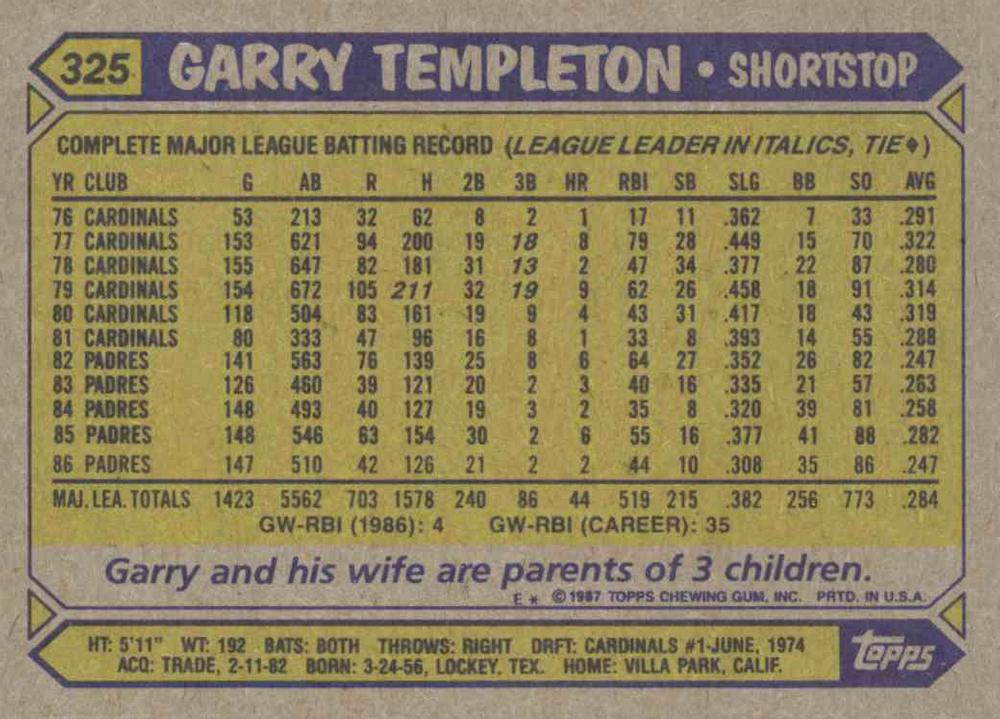 325 GARRY TEMPLETON • SHORTSTOP
COMPLETE MAJOR LEAGUE BATTING RECORD (LEAGUE LEADER IN ITALICS, TIE ♦)
YR CLUB G AB R H 2B 3B HR RBI SB SLG BB SO AVG
76 CARDINALS 53 213 32 62 8 2 1 17 11 .362 7 33 .291
77 CARDINALS 153 621 94 200 19 18 8 79 28 .449 15 70 .322
78 CARDINALS 155 647 82 181 31 13 2 47 34 .377 22 87 .280
79 CARDINALS 154 672 105 211 32 19 9 62 26 .458 18 91 .314
80 CARDINALS 118 504 83 161 19 9 4 43 31 .417 18 43 .319
81 CARDINALS 80 333 47 96 16 8 1 33 8 .393 14 55 .288
82 PADRES 141 563 76 139 25 8 6 64 27 .352 26 82 .247
83 PADRES 126 460 39 121 20 2 3 40 16 .335 21 57 .263
84 PADRES 148 493 40 127 19 3 2 35 8 .320 39 81 .258
85 PADRES 148 546 63 154 30 2 6 55 16 .377 41 88 .282
86 PADRES 147 510 42 126 21 2 2 44 10 .308 35 86 .247
MAJ. LEA. TOTALS 1423 5562 703 1578 240 86 44 519 215 .382 256 773 .284
GW-RBI (1986): 4 GW-RBI (CAREER): 35
Garry and his wife are parents of 3 children.
E * © 1987 TOPPS CHEWING GUM, INC. PRTD. IN U.S.A.
HT: 5'11" WT: 192 BATS: BOTH THROWS: RIGHT DRFT: CARDINALS #1-JUNE, 1974
ACQ: TRADE, 2-11-82 BORN: 3-24-56, LOCKEY, TEX. HOME: VILLA PARK, CALIF.
Topps